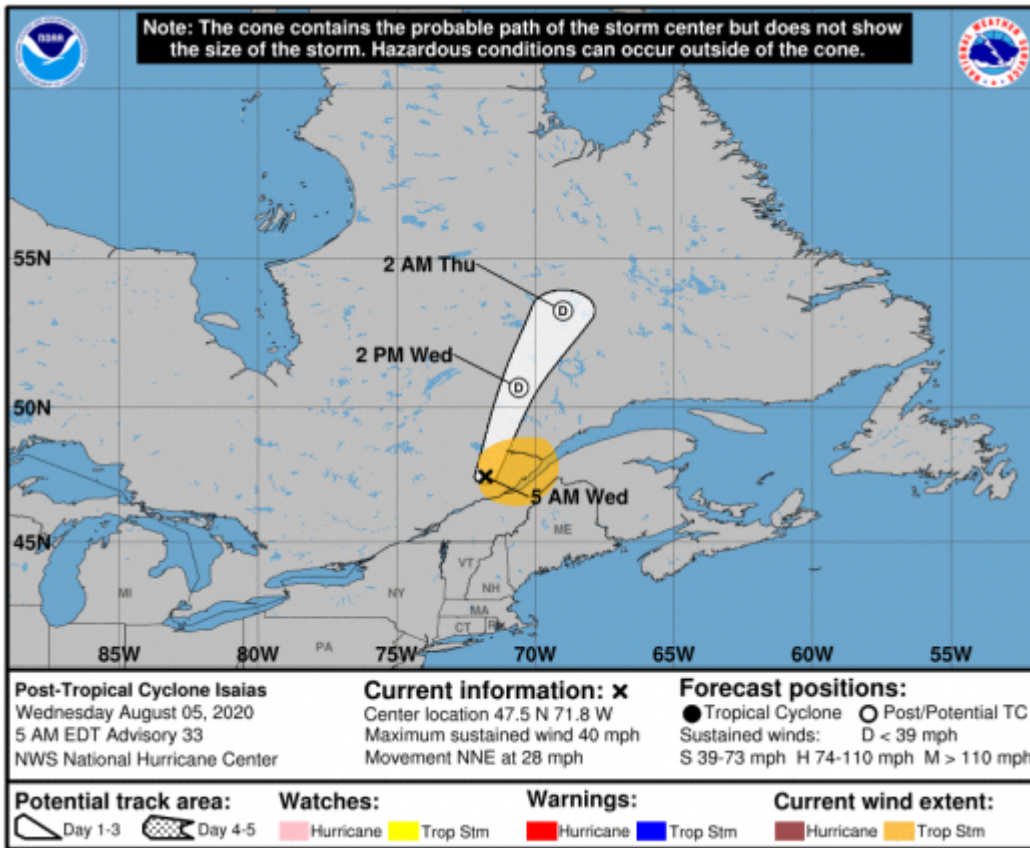 Note: The cone contains the probable path of the storm center but does not show
the size of the storm. Hazardous conditions can occur outside of the cone.
NOAA
NATIONAL WEATHER SERVICE
55N
2 AM Thu
D
2 PM Wed
D
50N
5 AM Wed
45N
ME
VT
NH
MI
NY
MA
CT
PA
85W
80W
75W
70W
65W
60W
55W
Post-Tropical Cyclone Isaias
Wednesday August 05, 2020
5 AM EDT Advisory 33
NWS National Hurricane Center
Current information: ×
Center location 47.5 N 71.8 W
Maximum sustained wind 40 mph
Movement NNE at 28 mph
Forecast positions:
Tropical Cyclone Post/Potential TC
Sustained winds: D < 39 mph
S 39-73 mph H 74-110 mph M > 110 mph
Potential track area:
Day 1-3 Day 4-5
Watches:
Hurricane Trop Stm
Warnings:
Hurricane Trop Stm
Current wind extent:
Hurricane Trop Stm